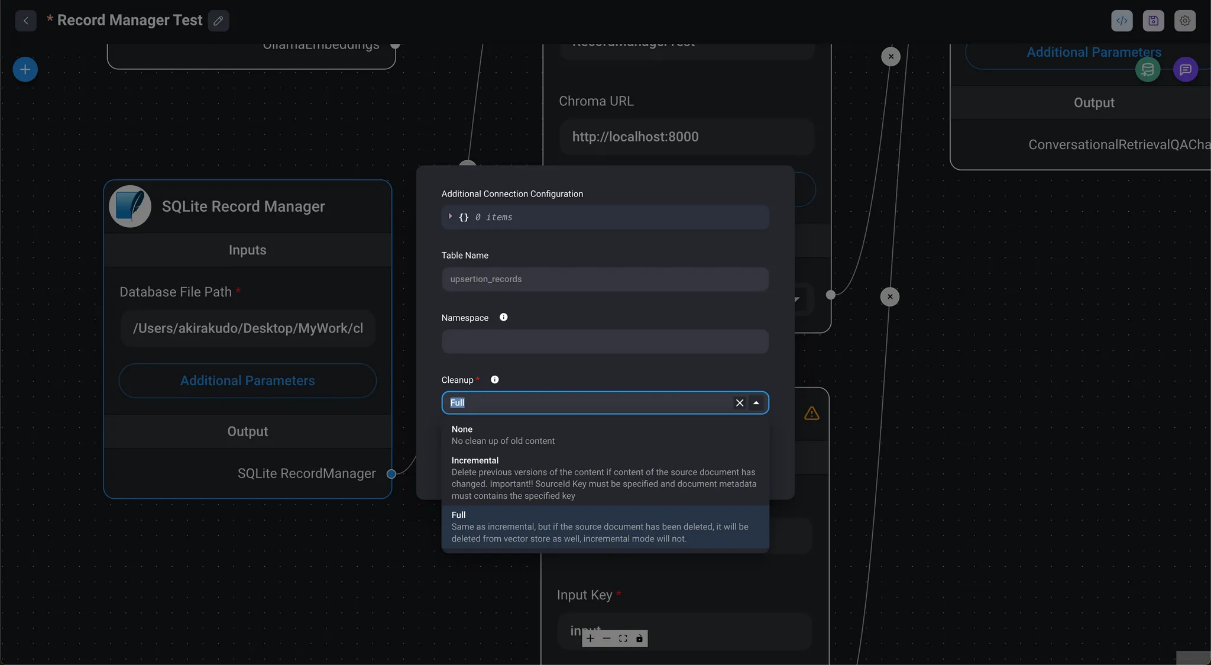 * Record Manager Test
OllamaEmbeddings
SQLite Record Manager
Inputs
Database File Path *
/Users/akirakudo/Desktop/MyWork/cl
Additional Parameters
Output
SQLite RecordManager
Chroma URL
http://localhost:8000
Additional Connection Configuration
{} 0 items
Table Name
upsertion_records
Namespace
Cleanup *
Full
None
No clean up of old content
Incremental
Delete previous versions of the content if content of the source document has
changed. Important!! SourceId Key must be specified and document metadata
must contains the specified key
Full
Same as incremental, but if the source document has been deleted, it will be
deleted from vector store as well, incremental mode will not.
Input Key *
input
Additional Parameters
Output
ConversationalRetrievalQACha